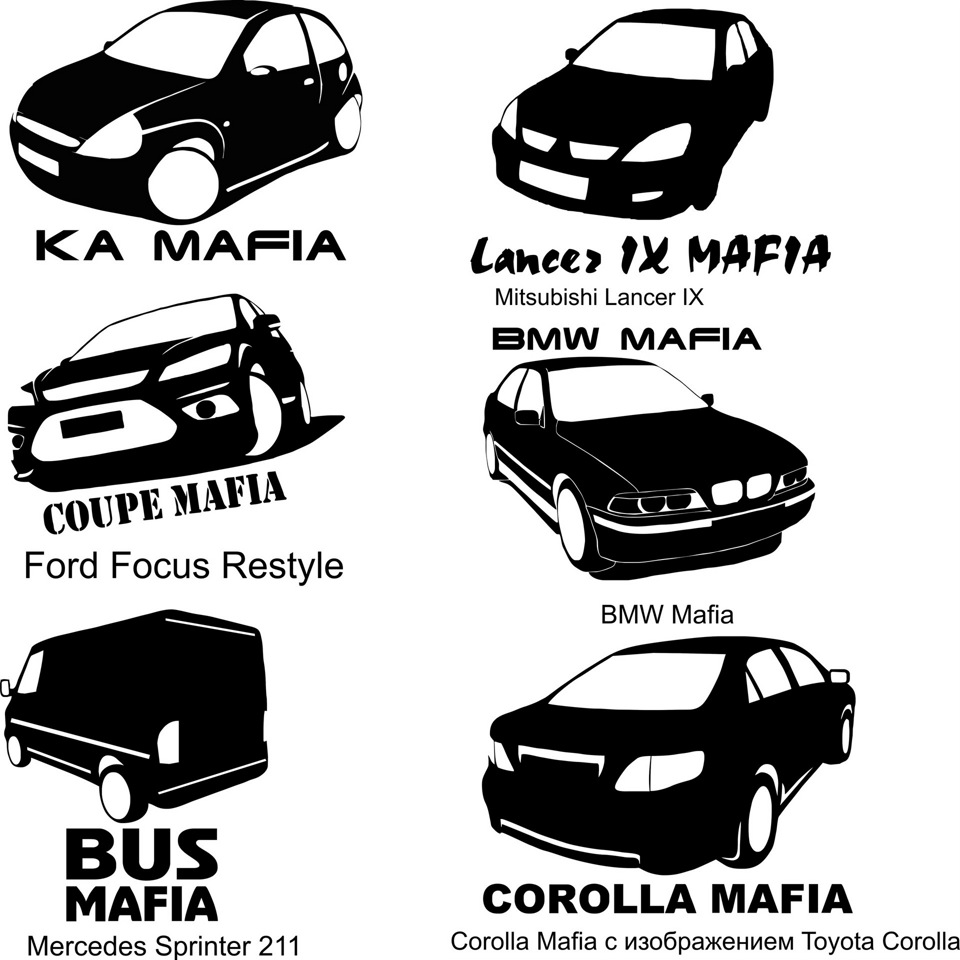 KA MAFIA
Lancer IX MAFIA
Mitsubishi Lancer IX
COUPE MAFIA
Ford Focus Restyle
BMW MAFIA
BMW Mafia
BUS
MAFIA
Mercedes Sprinter 211
COROLLA MAFIA
Corolla Mafia с изображением Toyota Corolla